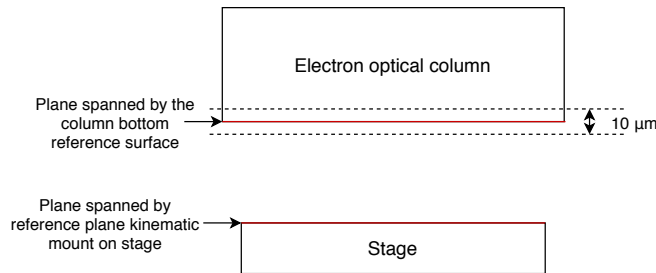 Electron optical column
Plane spanned by the
column bottom
reference surface
10 μm
Plane spanned by
reference plane kinematic
mount on stage
Stage